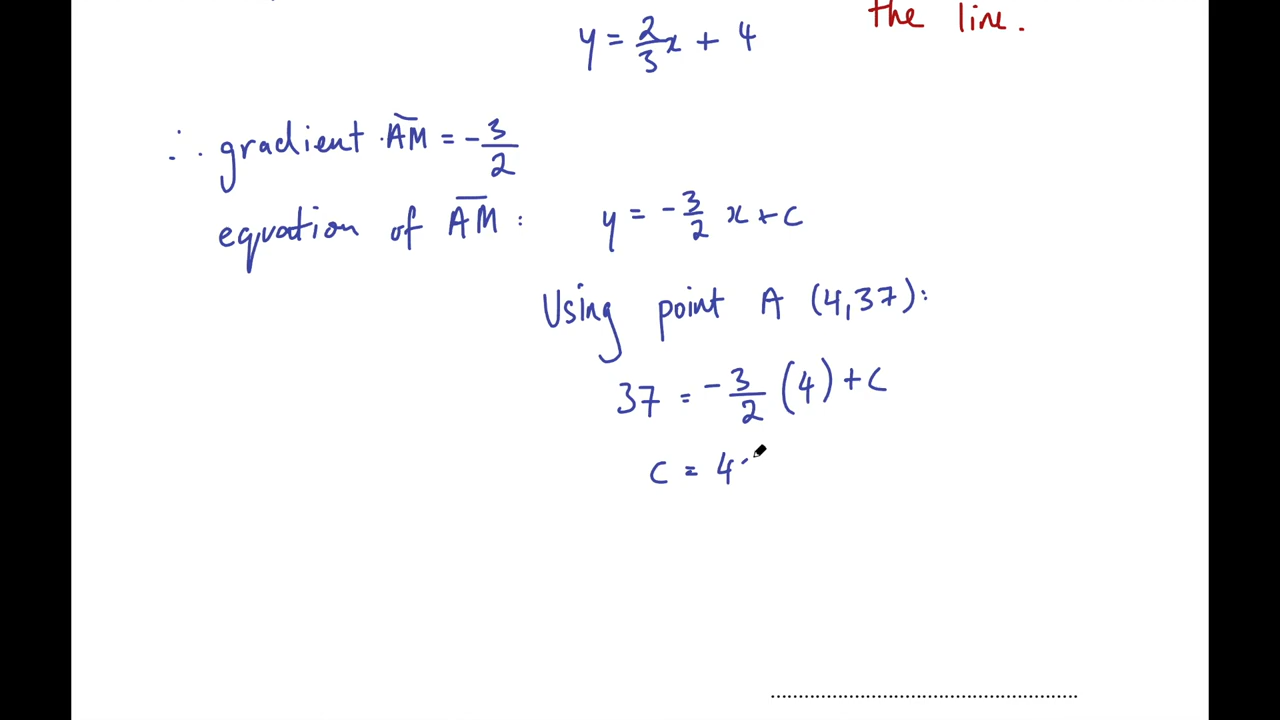 the line.
y = 2/3 x + 4
∴ gradient AM = -3/2
equation of AM: y = -3/2 x + c
Using point A (4,37):
37 = -3/2 (4) + c
c = 4